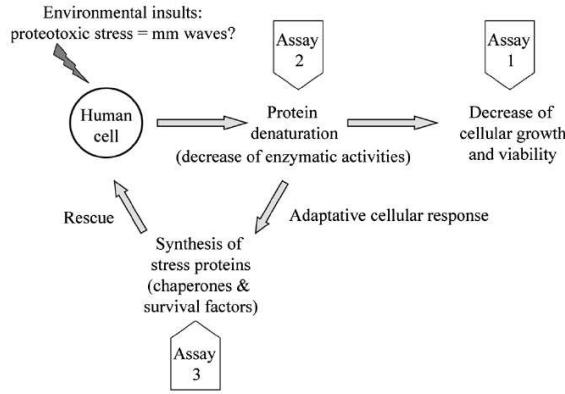 Environmental insults:
proteotoxic stress = mm waves?
Assay
2
Assay
1
Human
cell
Protein
denaturation
(decrease of enzymatic activities)
Decrease of
cellular growth
and viability
Rescue
Adaptative cellular response
Synthesis of
stress proteins
(chaperones &
survival factors)
Assay
3